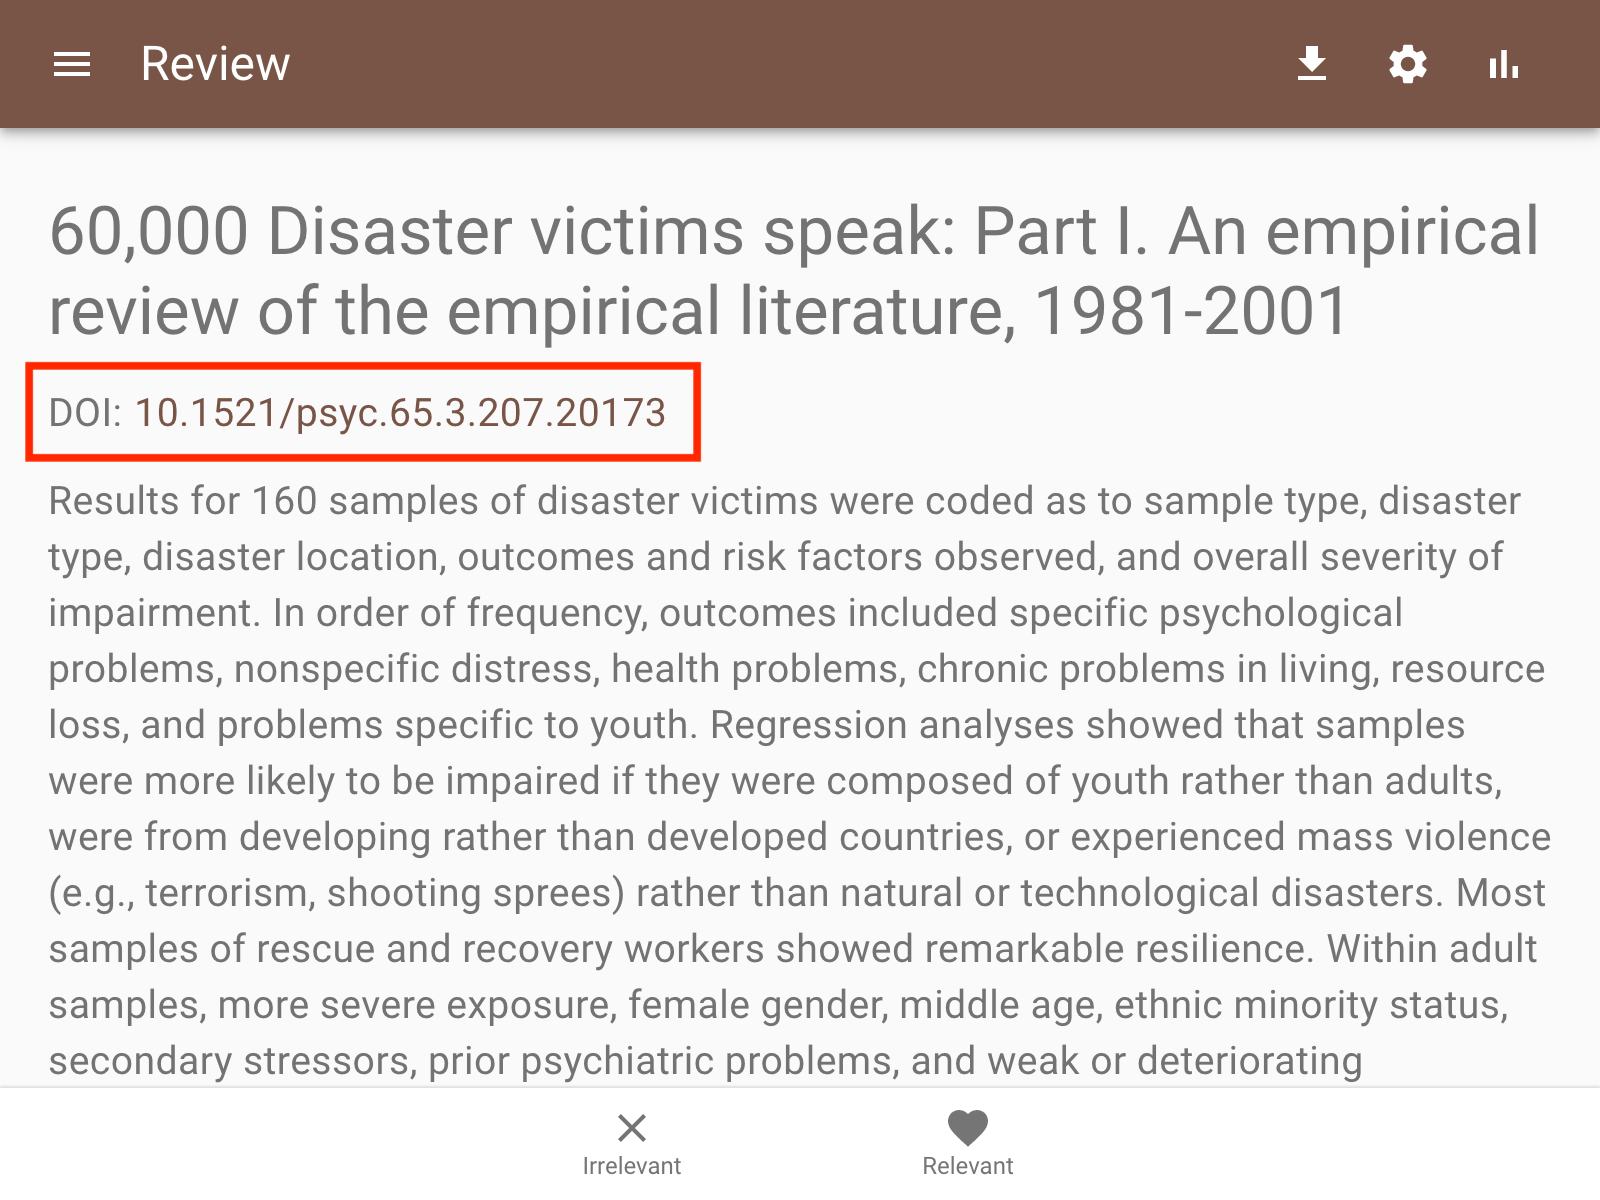 Review
60,000 Disaster victims speak: Part I. An empirical
review of the empirical literature, 1981-2001
DOI: 10.1521/psyc.65.3.207.20173
Results for 160 samples of disaster victims were coded as to sample type, disaster
type, disaster location, outcomes and risk factors observed, and overall severity of
impairment. In order of frequency, outcomes included specific psychological
problems, nonspecific distress, health problems, chronic problems in living, resource
loss, and problems specific to youth. Regression analyses showed that samples
were more likely to be impaired if they were composed of youth rather than adults,
were from developing rather than developed countries, or experienced mass violence
(e.g., terrorism, shooting sprees) rather than natural or technological disasters. Most
samples of rescue and recovery workers showed remarkable resilience. Within adult
samples, more severe exposure, female gender, middle age, ethnic minority status,
secondary stressors, prior psychiatric problems, and weak or deteriorating
Irrelevant
Relevant